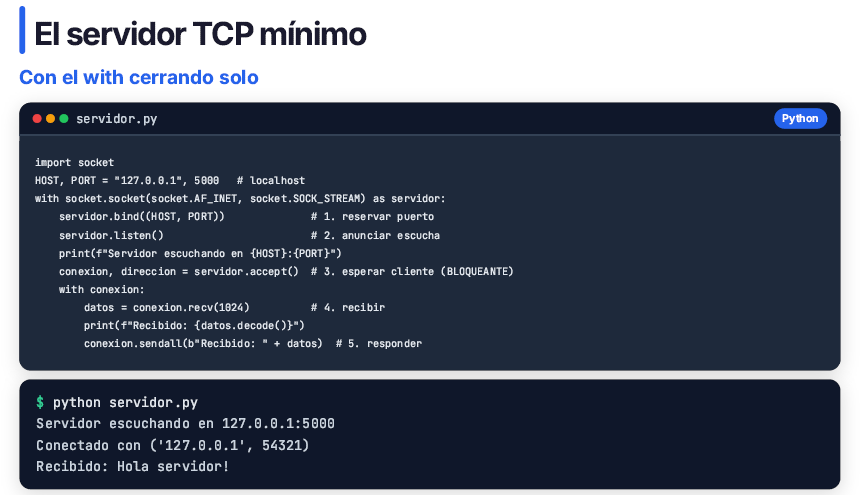 El servidor TCP mínimo
Con el with cerrando solo
servidor.py
Python
import socket
HOST, PORT = "127.0.0.1", 5000   # localhost
with socket.socket(socket.AF_INET, socket.SOCK_STREAM) as servidor:
    servidor.bind((HOST, PORT))              # 1. reservar puerto
    servidor.listen()                        # 2. anunciar escucha
    print(f"Servidor escuchando en {HOST}:{PORT}")
    conexion, direccion = servidor.accept()  # 3. esperar cliente (BLOQUEANTE)
    with conexion:
        datos = conexion.recv(1024)          # 4. recibir
        print(f"Recibido: {datos.decode()}")
        conexion.sendall(b"Recibido: " + datos)  # 5. responder
$ python servidor.py
Servidor escuchando en 127.0.0.1:5000
Conectado con ('127.0.0.1', 54321)
Recibido: Hola servidor!